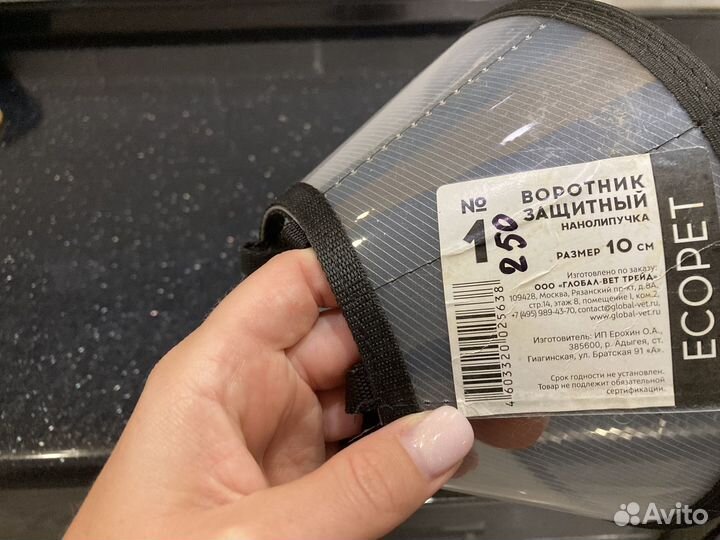 № 1
250
ВОРОТНИК
ЗАЩИТНЫЙ
НАНОЛИПУЧКА
РАЗМЕР 10 СМ
Изготовлено по заказу:
ООО "ГЛОБАЛ-ВЕТ ТРЕЙД",
109428, Москва, Рязанский пр-кт, д.8А,
стр.14, этаж 8, помещение I, ком.2,
+7 (495) 989-43-70, contact@global-vet.ru,
www.global-vet.ru
Изготовитель: ИП Ерохин О.А.,
385600, р. Адыгея, ст.
Гиагинская, ул. Братская 91 «А».
Срок годности не установлен.
Товар не подлежит обязательной
сертификации.
4603320025638
ECOPET
Avito